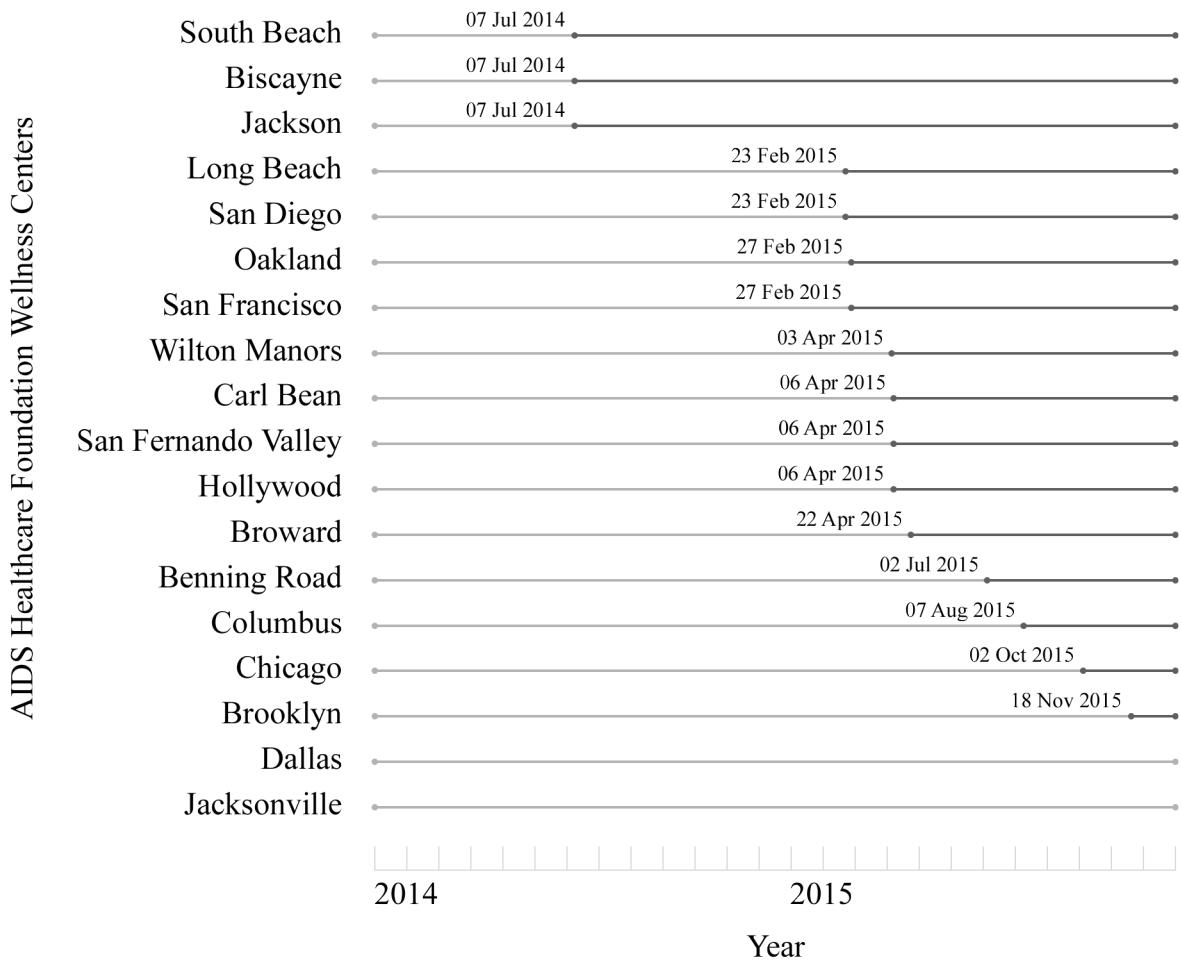 AIDS Healthcare Foundation Wellness Centers
South Beach 07 Jul 2014
Biscayne 07 Jul 2014
Jackson 07 Jul 2014
Long Beach 23 Feb 2015
San Diego 23 Feb 2015
Oakland 27 Feb 2015
San Francisco 27 Feb 2015
Wilton Manors 03 Apr 2015
Carl Bean 06 Apr 2015
San Fernando Valley 06 Apr 2015
Hollywood 06 Apr 2015
Broward 22 Apr 2015
Benning Road 02 Jul 2015
Columbus 07 Aug 2015
Chicago 02 Oct 2015
Brooklyn 18 Nov 2015
Dallas
Jacksonville
2014 2015
Year